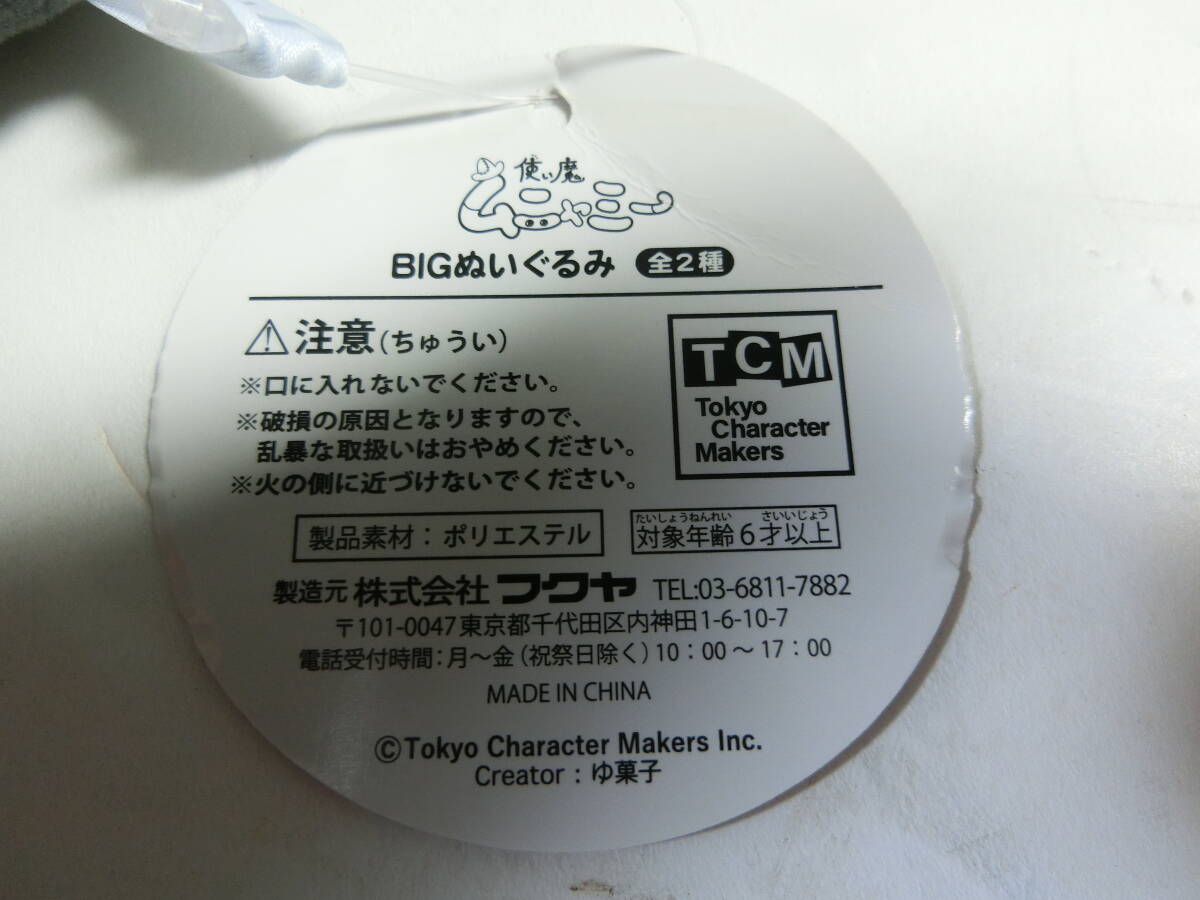 使い魔
ムニャミン
BIGぬいぐるみ 全2種
注意(ちゅうい)
※口に入れないでください。
※破損の原因となりますので、
乱暴な取扱いはおやめください。
※火の側に近づけないでください。
TCM
Tokyo
Character
Makers
製品素材：ポリエステル
たいしょうねんれい さいいじょう
対象年齢6才以上
製造元 株式会社 フクヤ TEL:03-6811-7882
〒101-0047東京都千代田区内神田1-6-10-7
電話受付時間：月〜金(祝祭日除く)10：00〜17：00
MADE IN CHINA
©Tokyo Character Makers Inc.
Creator：ゆ菓子